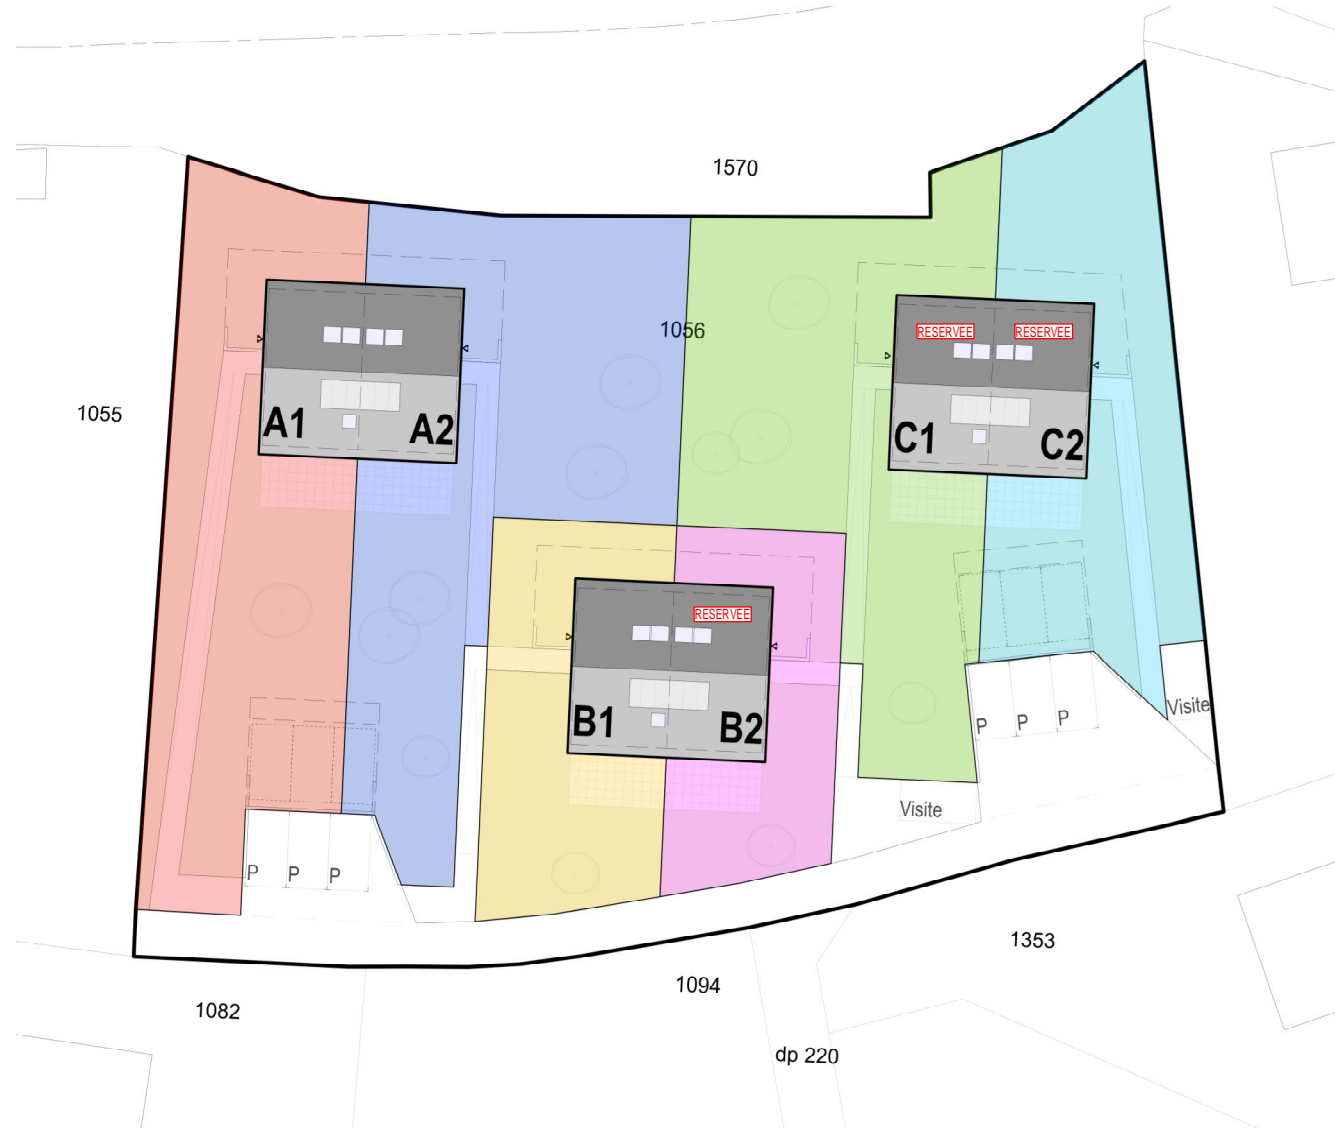 1570
1056
RESERVEE
RESERVEE
1055
A1
A2
C1
C2
RESERVEE
B1
B2
Visite
P
P
P
Visite
P
P
P
1353
1094
1082
dp 220